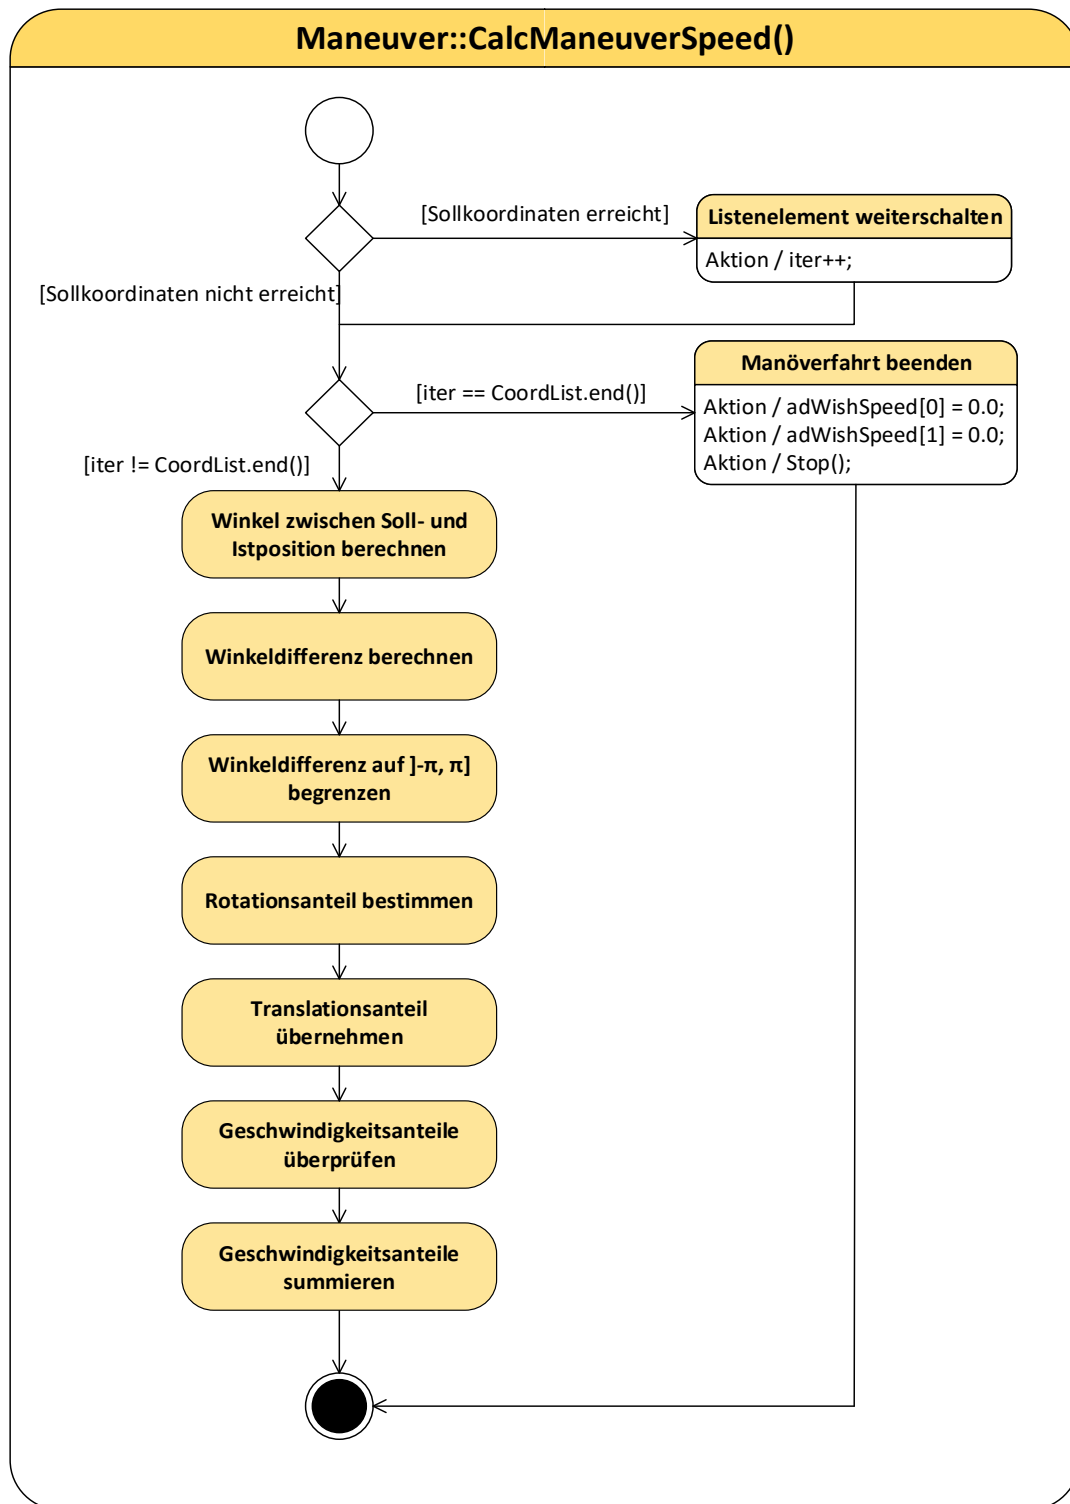 Maneuver::CalcManeuverSpeed()
[Sollkoordinaten erreicht]
Listenelement weiterschalten
Aktion / iter++;
[Sollkoordinaten nicht erreicht]
Manöverfahrt beenden
[iter == CoordList.end()]
Aktion / adWishSpeed[0] = 0.0;
Aktion / adWishSpeed[1] = 0.0;
Aktion / Stop();
[iter != CoordList.end()]
Winkel zwischen Soll- und
Istposition berechnen
Winkeldifferenz berechnen
Winkeldifferenz auf ]-π, π]
begrenzen
Rotationsanteil bestimmen
Translationsanteil
übernehmen
Geschwindigkeitsanteile
überprüfen
Geschwindigkeitsanteile
summieren